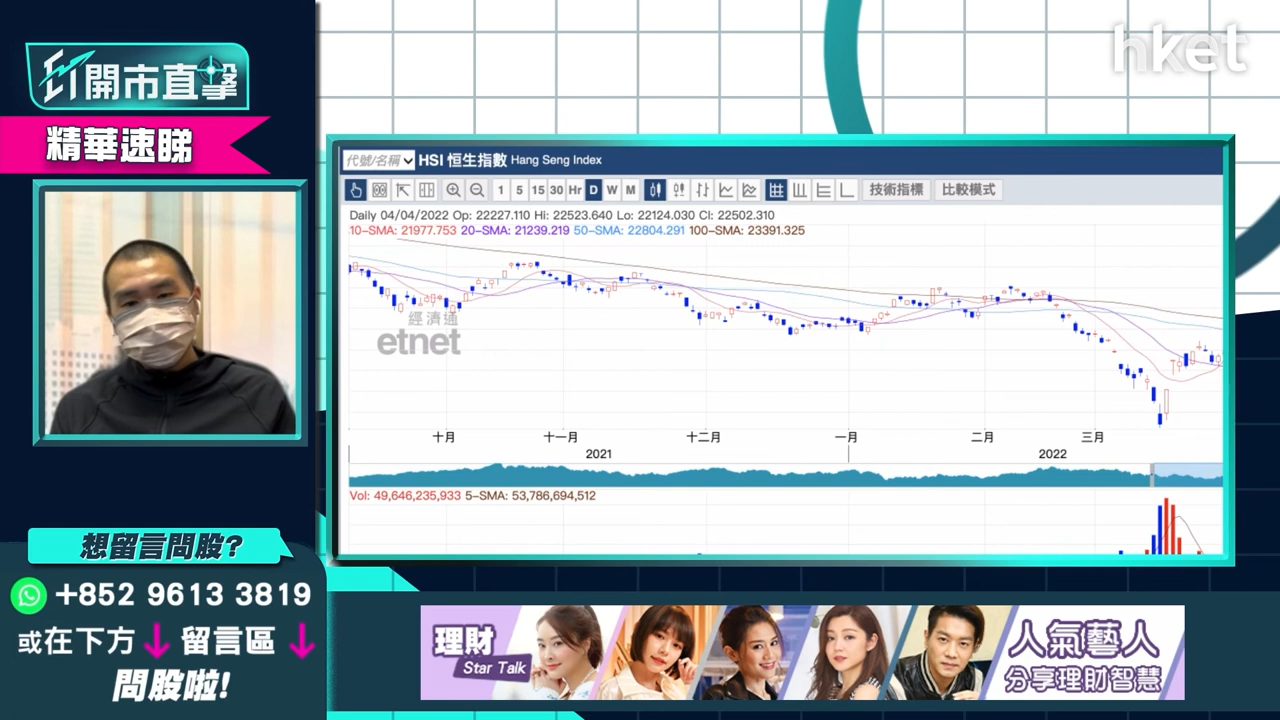 ET開市直擊
精華速睇
想留言問股?
+852 9613 3819
或在下方↓留言區↓
問股啦!
hket
代號/名稱 HSI 恒生指數 Hang Seng Index
1 5 15 30 Hr D W M 技術指標 比較模式
Daily 04/04/2022 Op: 22227.110 Hi: 22523.640 Lo: 22124.030 Cl: 22502.310
10-SMA: 21977.753 20-SMA: 21239.219 50-SMA: 22804.291 100-SMA: 23391.325
經濟通
etnet
十月 十一月 十二月 一月 二月 三月
2021 2022
Vol: 49,646,235,933 5-SMA: 53,786,694,512
理財
Star Talk
人氣藝人
分享理財智慧